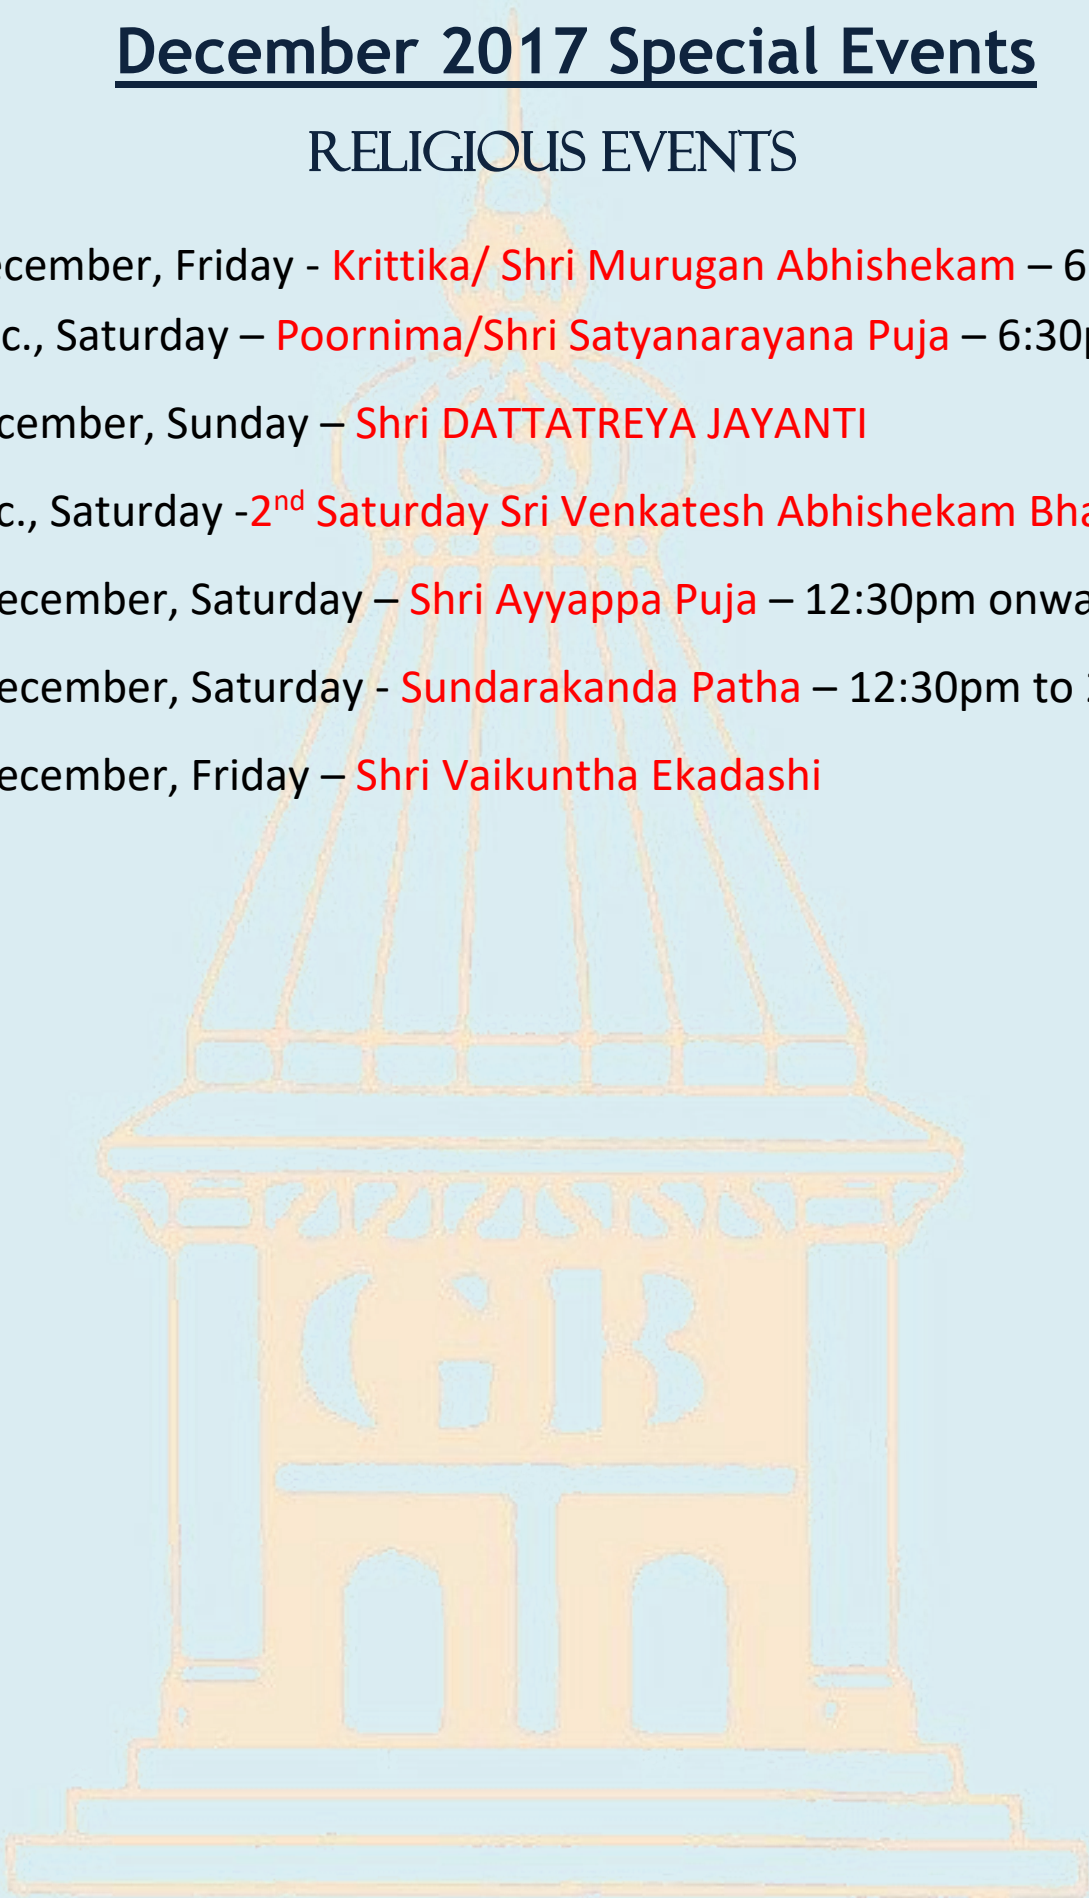 December 2017 Special Events
RELIGIOUS EVENTS
ecember, Friday - Krittika/ Shri Murugan Abhishekam – 6
c., Saturday – Poornima/Shri Satyanarayana Puja – 6:30p
cember, Sunday – Shri DATTATREYA JAYANTI
c., Saturday -2nd Saturday Sri Venkatesh Abhishekam Bha
ecember, Saturday – Shri Ayyappa Puja – 12:30pm onwa
ecember, Saturday - Sundarakanda Patha – 12:30pm to
ecember, Friday – Shri Vaikuntha Ekadashi